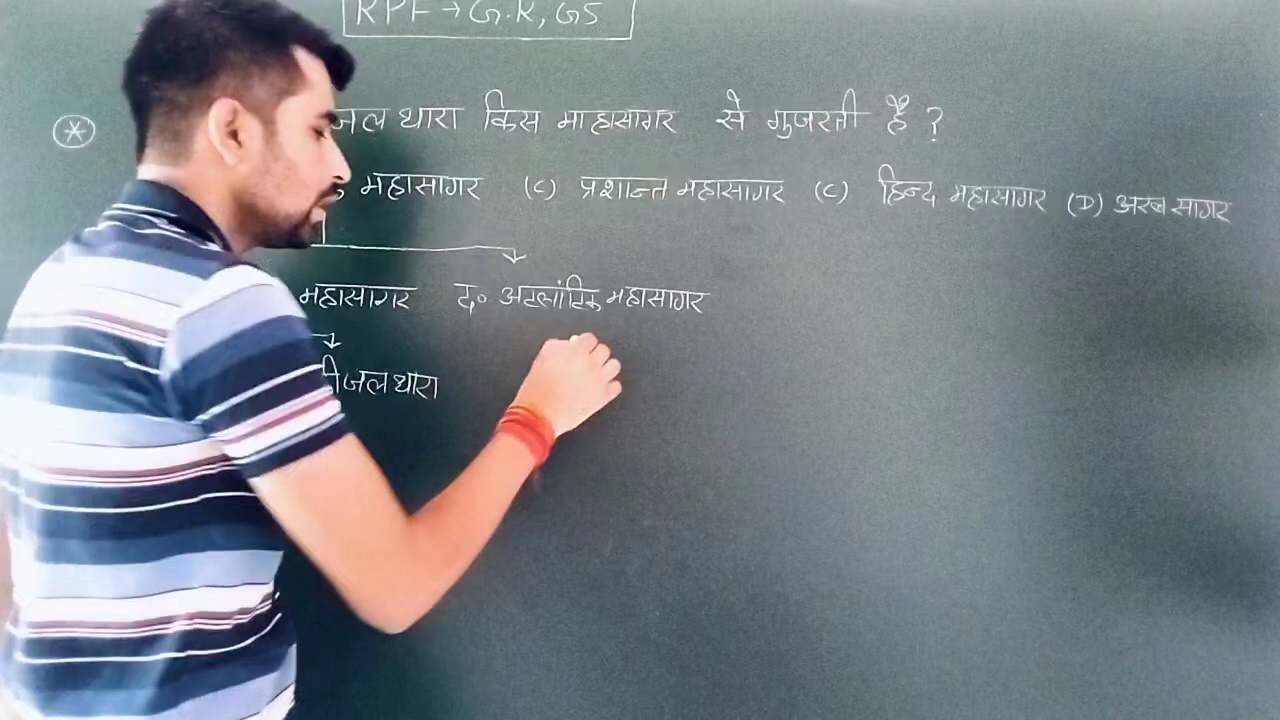 RPF → G.K, GS
जल धारा किस माहासागर से गुजरती है ?
महासागर (C) प्रशान्त महासागर (C) हिन्द महासागर (D) अरब सागर
महासागर द० अटलांटिक महासागर
जल धारा